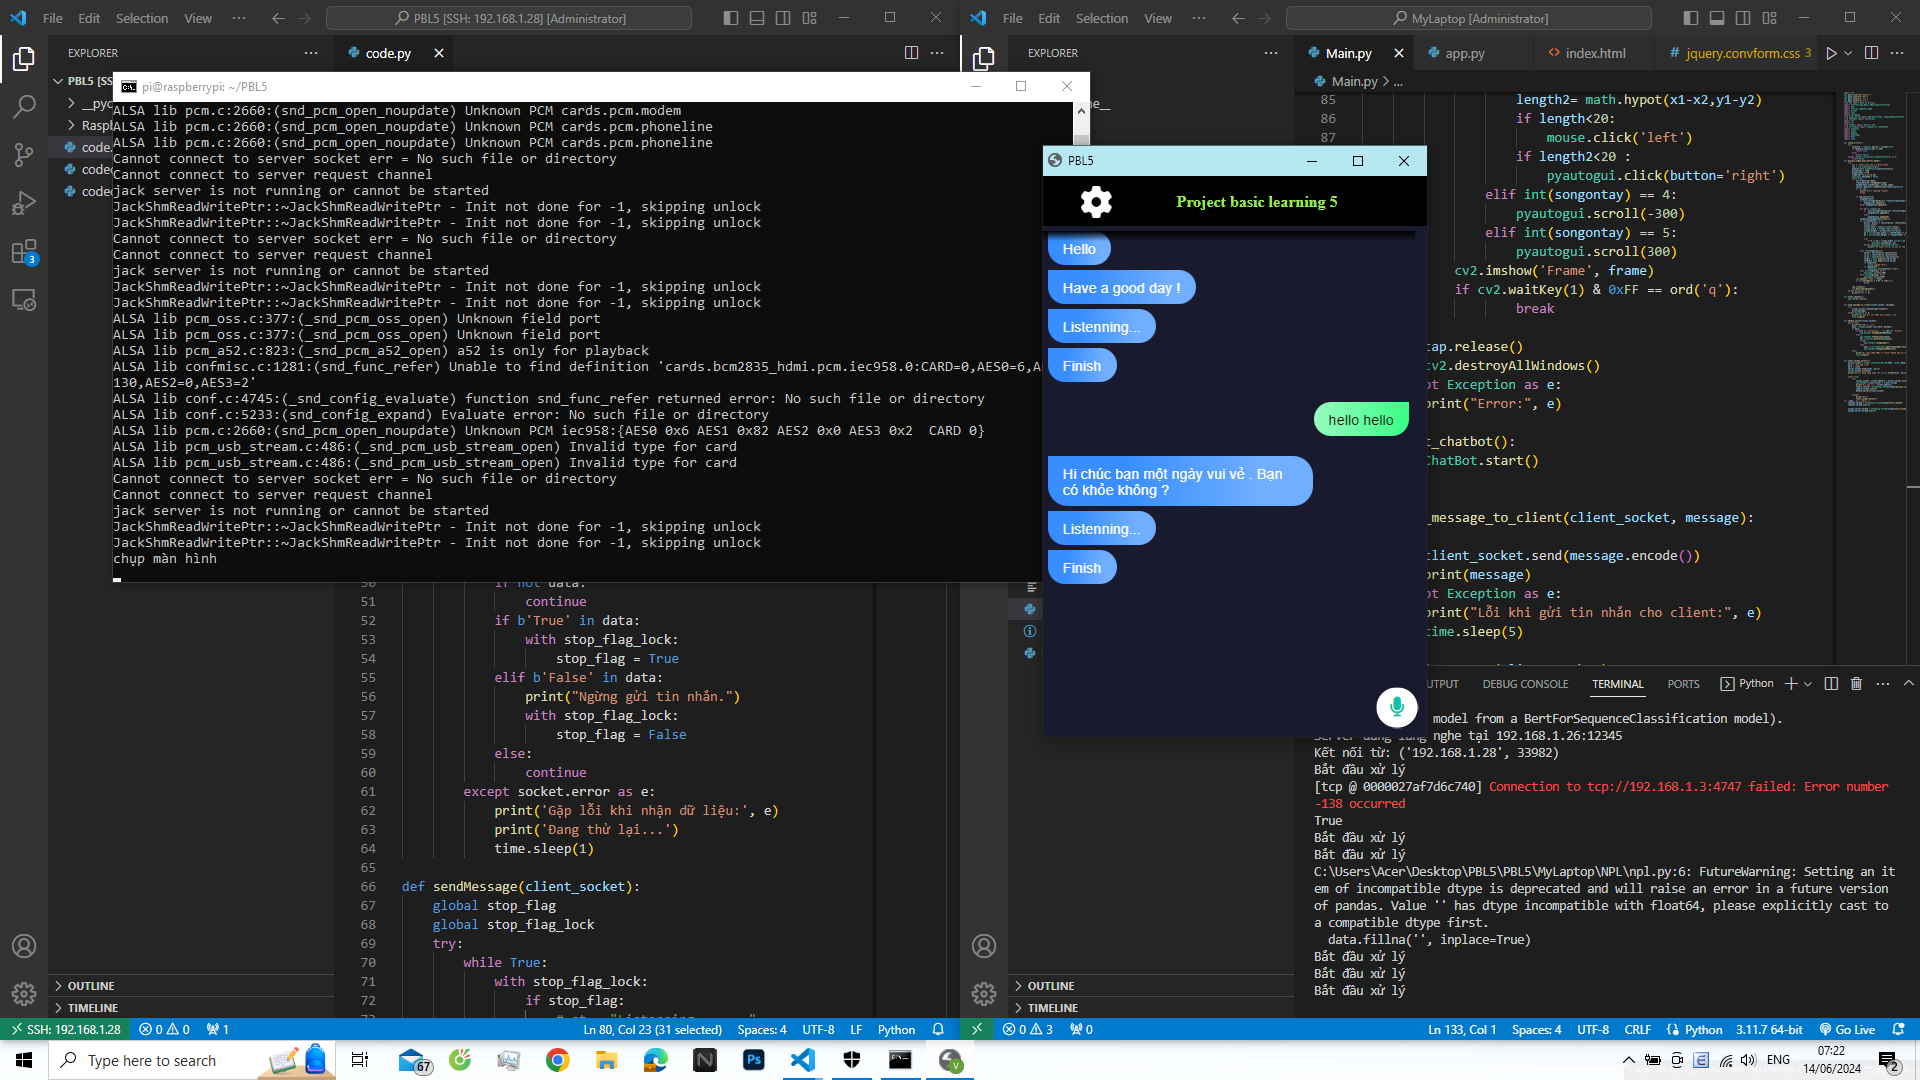 File Edit Selection View ··· PBL5 [SSH: 192.168.1.28] [Administrator]
File Edit Selection View ··· MyLaptop [Administrator]
EXPLORER
code.py
PBL5 [SS
__pyc
Raspl
code.
code
code
pi@raspberrypi: ~/PBL5
ALSA lib pcm.c:2660:(snd_pcm_open_noupdate) Unknown PCM cards.pcm.modem
ALSA lib pcm.c:2660:(snd_pcm_open_noupdate) Unknown PCM cards.pcm.phoneline
ALSA lib pcm.c:2660:(snd_pcm_open_noupdate) Unknown PCM cards.pcm.phoneline
Cannot connect to server socket err = No such file or directory
Cannot connect to server request channel
jack server is not running or cannot be started
JackShmReadWritePtr::~JackShmReadWritePtr - Init not done for -1, skipping unlock
JackShmReadWritePtr::~JackShmReadWritePtr - Init not done for -1, skipping unlock
Cannot connect to server socket err = No such file or directory
Cannot connect to server request channel
jack server is not running or cannot be started
JackShmReadWritePtr::~JackShmReadWritePtr - Init not done for -1, skipping unlock
JackShmReadWritePtr::~JackShmReadWritePtr - Init not done for -1, skipping unlock
ALSA lib pcm_oss.c:377:(_snd_pcm_oss_open) Unknown field port
ALSA lib pcm_oss.c:377:(_snd_pcm_oss_open) Unknown field port
ALSA lib pcm_a52.c:823:(_snd_pcm_a52_open) a52 is only for playback
ALSA lib confmisc.c:1281:(snd_func_refer) Unable to find definition 'cards.bcm2835_hdmi.pcm.iec958.0:CARD=0,AES0=6,A
130,AES2=0,AES3=2'
ALSA lib conf.c:4745:(_snd_config_evaluate) function snd_func_refer returned error: No such file or directory
ALSA lib conf.c:5233:(snd_config_expand) Evaluate error: No such file or directory
ALSA lib pcm.c:2660:(snd_pcm_open_noupdate) Unknown PCM iec958:{AES0 0x6 AES1 0x82 AES2 0x0 AES3 0x2  CARD 0}
ALSA lib pcm_usb_stream.c:486:(_snd_pcm_usb_stream_open) Invalid type for card
ALSA lib pcm_usb_stream.c:486:(_snd_pcm_usb_stream_open) Invalid type for card
Cannot connect to server socket err = No such file or directory
Cannot connect to server request channel
jack server is not running or cannot be started
JackShmReadWritePtr::~JackShmReadWritePtr - Init not done for -1, skipping unlock
JackShmReadWritePtr::~JackShmReadWritePtr - Init not done for -1, skipping unlock
chụp màn hình
50 if not data:
51 continue
52 if b'True' in data:
53 with stop_flag_lock:
54 stop_flag = True
55 elif b'False' in data:
56 print("Ngừng gửi tin nhắn.")
57 with stop_flag_lock:
58 stop_flag = False
59 else:
60 continue
61 except socket.error as e:
62 print('Gặp lỗi khi nhận dữ liệu:', e)
63 print('Đang thử lại...')
64 time.sleep(1)
65
66 def sendMessage(client_socket):
67 global stop_flag
68 global stop_flag_lock
69 try:
70 while True:
71 with stop_flag_lock:
72 if stop_flag:
OUTLINE
TIMELINE
SSH: 192.168.1.28 0 0 1 Ln 80, Col 23 (31 selected) Spaces: 4 UTF-8 LF Python
EXPLORER
PBL5
Project basic learning 5
Hello
Have a good day !
Listenning...
Finish
hello hello
Hi chúc bạn một ngày vui vẻ . Bạn
có khỏe không ?
Listenning...
Finish
Main.py app.py index.html jquery.convform.css 3
Main.py > ...
85 length2= math.hypot(x1-x2,y1-y2)
86 if length<20:
87 mouse.click('left')
if length2<20 :
pyautogui.click(button='right')
elif int(songontay) == 4:
pyautogui.scroll(-300)
elif int(songontay) == 5:
pyautogui.scroll(300)
cv2.imshow('Frame', frame)
if cv2.waitKey(1) & 0xFF == ord('q'):
break
cap.release()
cv2.destroyAllWindows()
pt Exception as e:
print("Error:", e)
t_chatbot():
ChatBot.start()
_message_to_client(client_socket, message):
client_socket.send(message.encode())
print(message)
pt Exception as e:
print("Lỗi khi gửi tin nhắn cho client:", e)
time.sleep(5)
UTPUT DEBUG CONSOLE TERMINAL PORTS Python
model from a BertForSequenceClassification model).
Server đang lắng nghe tại 192.168.1.26:12345
Kết nối từ: ('192.168.1.28', 33982)
Bắt đầu xử lý
[tcp @ 0000027af7d6c740] Connection to tcp://192.168.1.3:4747 failed: Error number
-138 occurred
True
Bắt đầu xử lý
Bắt đầu xử lý
C:\Users\Acer\Desktop\PBL5\PBL5\MyLaptop\NPL\npl.py:6: FutureWarning: Setting an it
em of incompatible dtype is deprecated and will raise an error in a future version
of pandas. Value '' has dtype incompatible with float64, please explicitly cast to
a compatible dtype first.
data.fillna('', inplace=True)
Bắt đầu xử lý
Bắt đầu xử lý
Bắt đầu xử lý
OUTLINE
TIMELINE
0 3 0 Ln 133, Col 1 Spaces: 4 UTF-8 CRLF Python 3.11.7 64-bit Go Live
Type here to search
67
ENG
07:22
14/06/2024
2